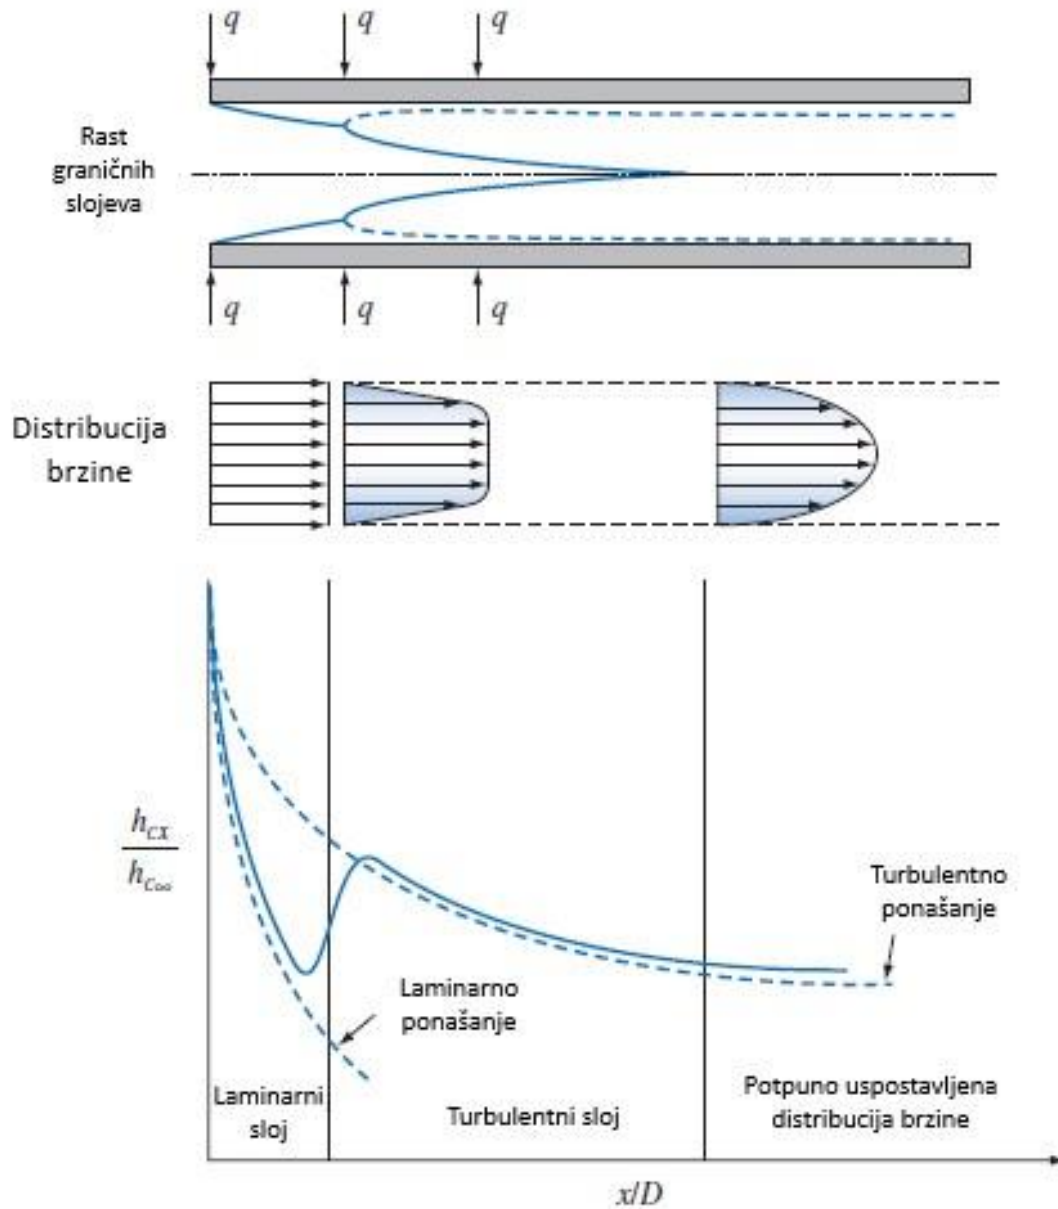 q
q
q
Rast
graničnih
slojeva
q
q
q
Distribucija
brzine
h_cx
h_c∞
Turbulentno
ponašanje
Laminarno
ponašanje
Laminarni
sloj
Turbulentni sloj
Potpuno uspostavljena
distribucija brzine
x/D